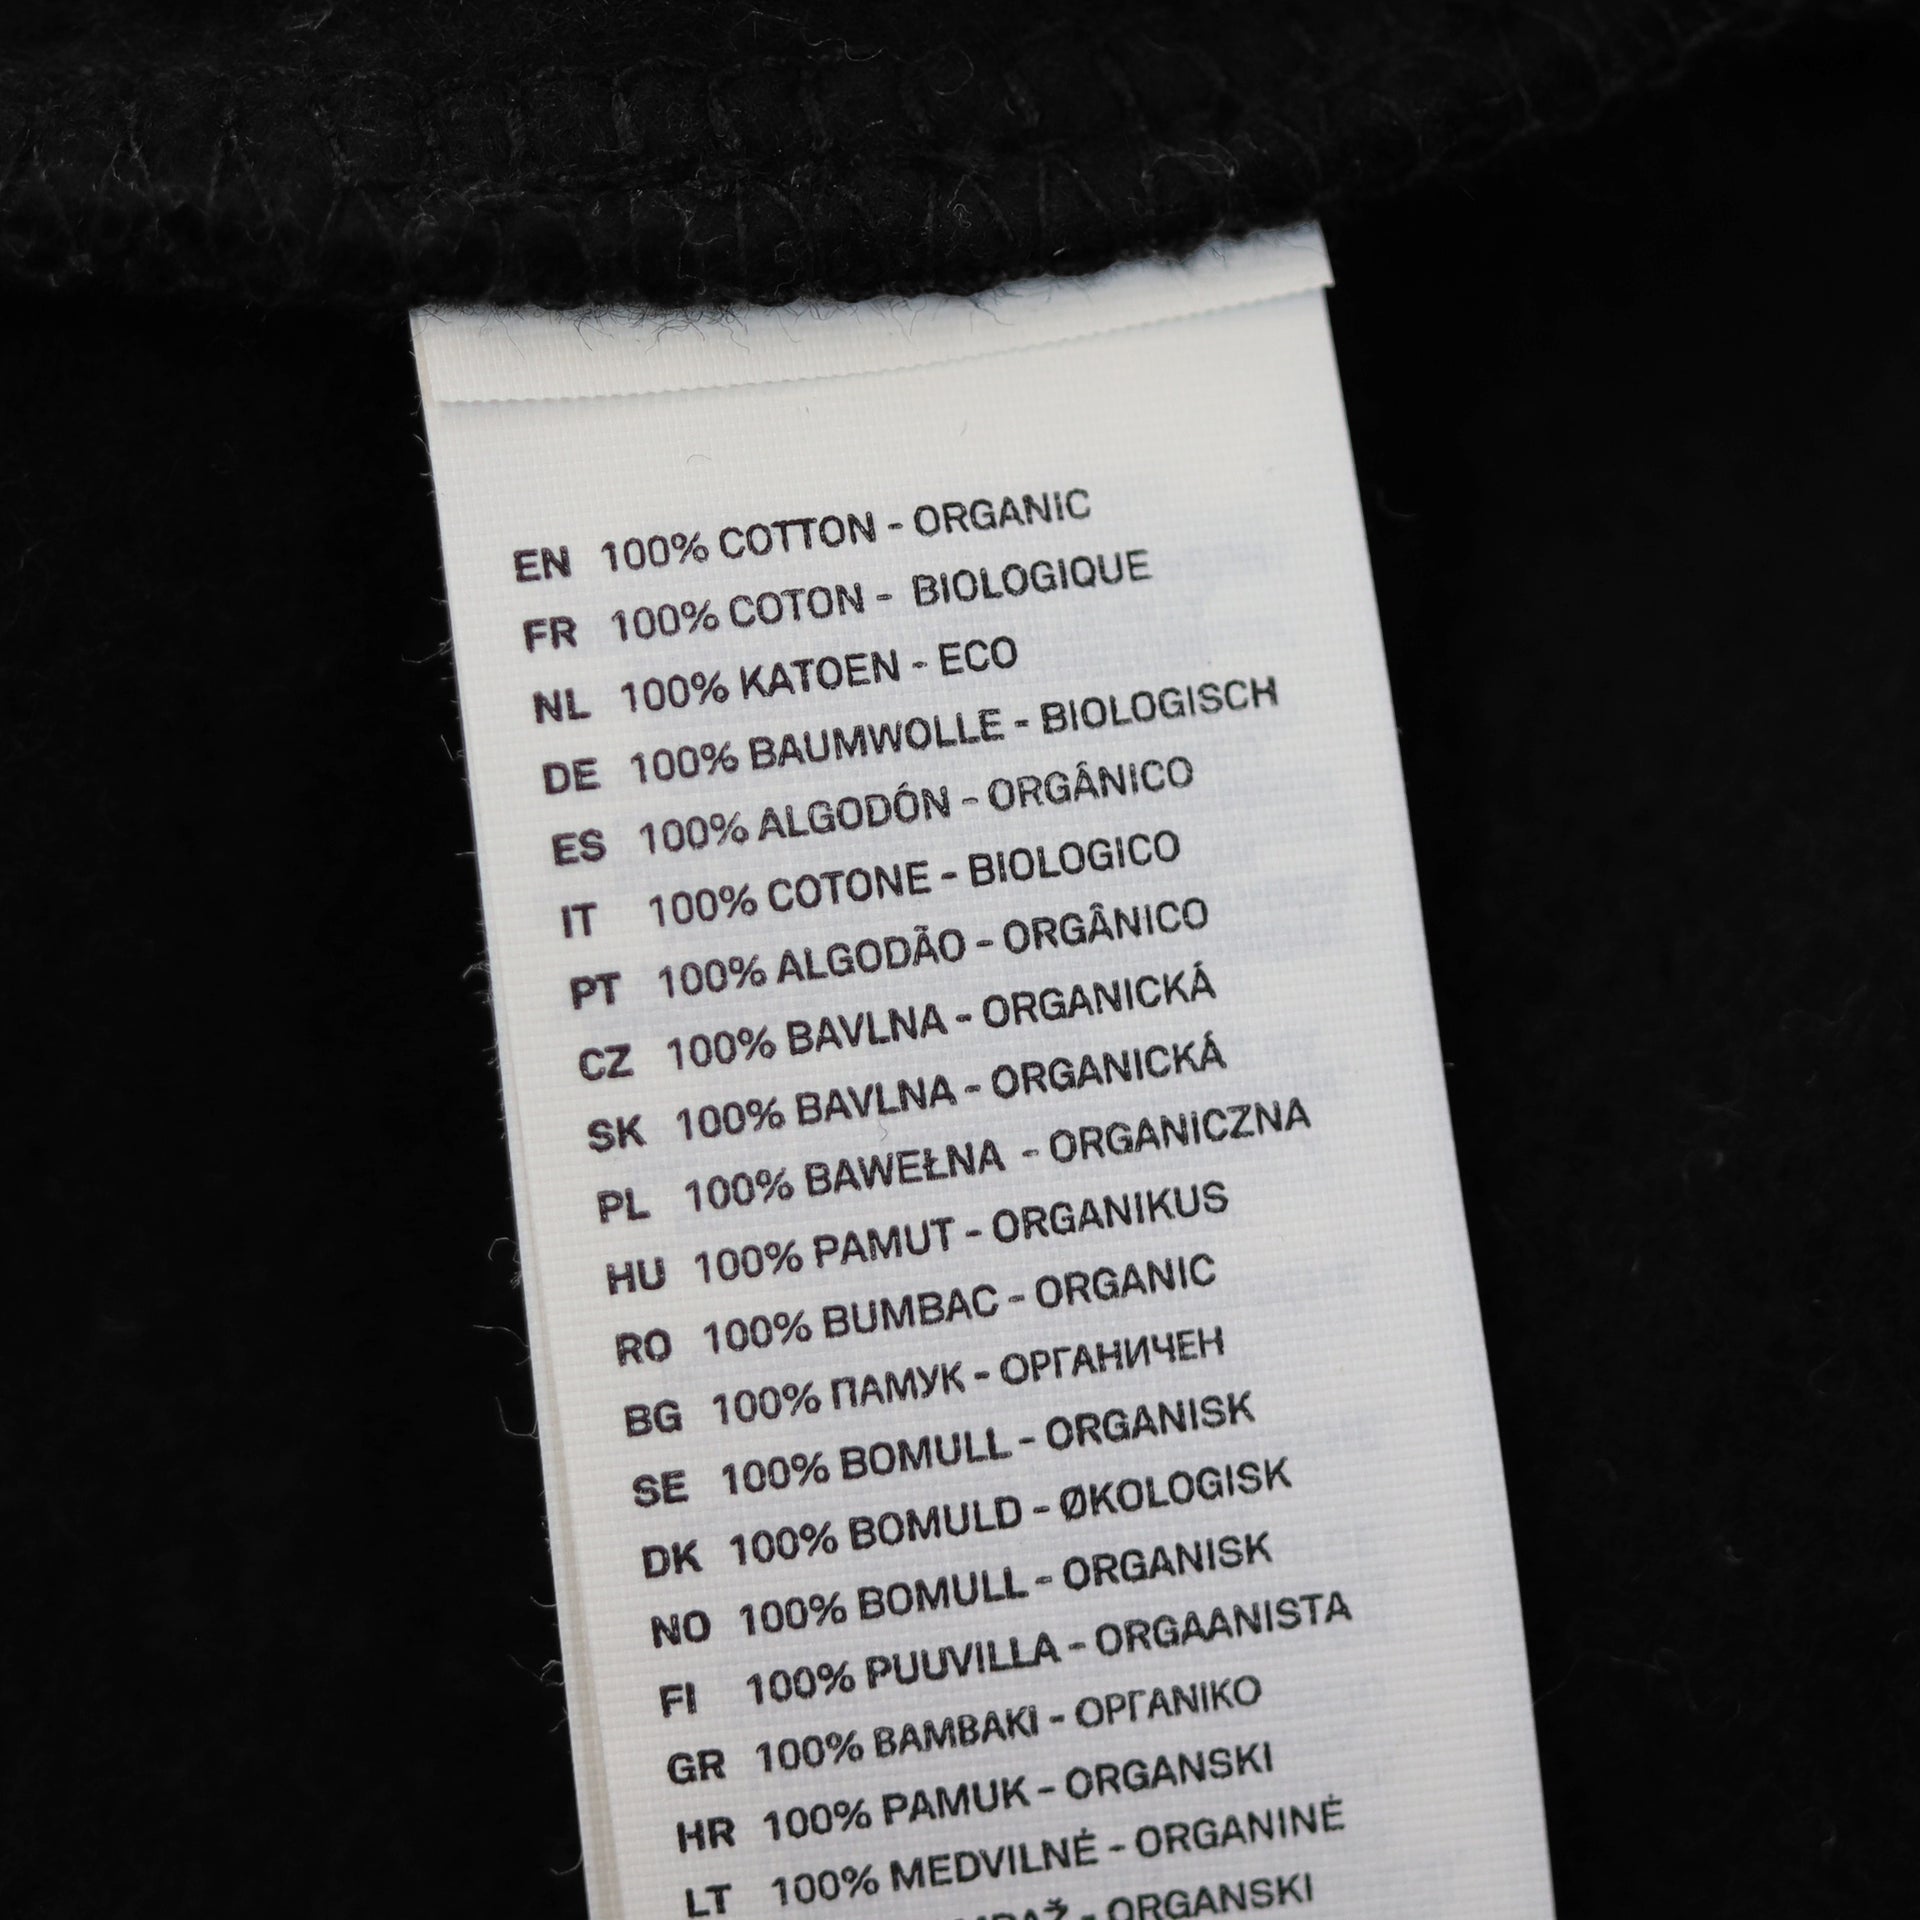 EN 100% COTTON - ORGANIC
FR 100% COTON - BIOLOGIQUE
NL 100% KATOEN - ECO
DE 100% BAUMWOLLE - BIOLOGISCH
ES 100% ALGODÓN - ORGÁNICO
IT 100% COTONE - BIOLOGICO
PT 100% ALGODÃO - ORGÂNICO
CZ 100% BAVLNA - ORGANICKÁ
SK 100% BAVLNA - ORGANICKÁ
PL 100% BAWEŁNA - ORGANICZNA
HU 100% PAMUT - ORGANIKUS
RO 100% BUMBAC - ORGANIC
BG 100% ПАМУК - ОРГАНИЧЕН
SE 100% BOMULL - ORGANISK
DK 100% BOMULD - ØKOLOGISK
NO 100% BOMULL - ORGANISK
FI 100% PUUVILLA - ORGAANISTA
GR 100% ΒΑΜΒΑΚΙ - ΟΡΓΑΝΙΚΟ
HR 100% PAMUK - ORGANSKI
LT 100% MEDVILNĖ - ORGANINĖ
- ORGANSKI